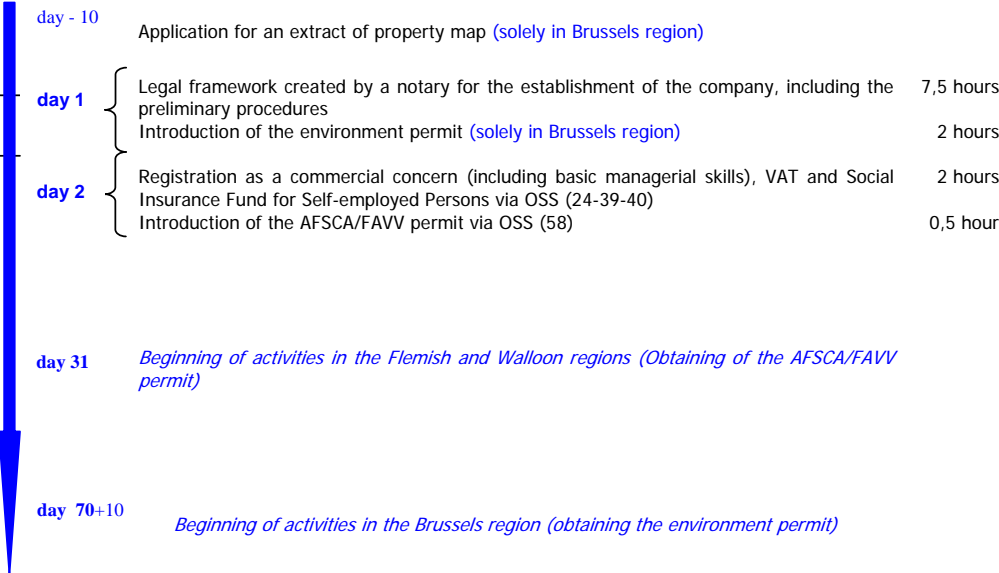 day - 10
Application for an extract of property map (solely in Brussels region)
day 1
Legal framework created by a notary for the establishment of the company, including the 7,5 hours
preliminary procedures
Introduction of the environment permit (solely in Brussels region) 2 hours
day 2
Registration as a commercial concern (including basic managerial skills), VAT and Social 2 hours
Insurance Fund for Self-employed Persons via OSS (24-39-40)
Introduction of the AFSCA/FAVV permit via OSS (58) 0,5 hour
day 31
Beginning of activities in the Flemish and Walloon regions (Obtaining of the AFSCA/FAVV
permit)
day 70+10
Beginning of activities in the Brussels region (obtaining the environment permit)